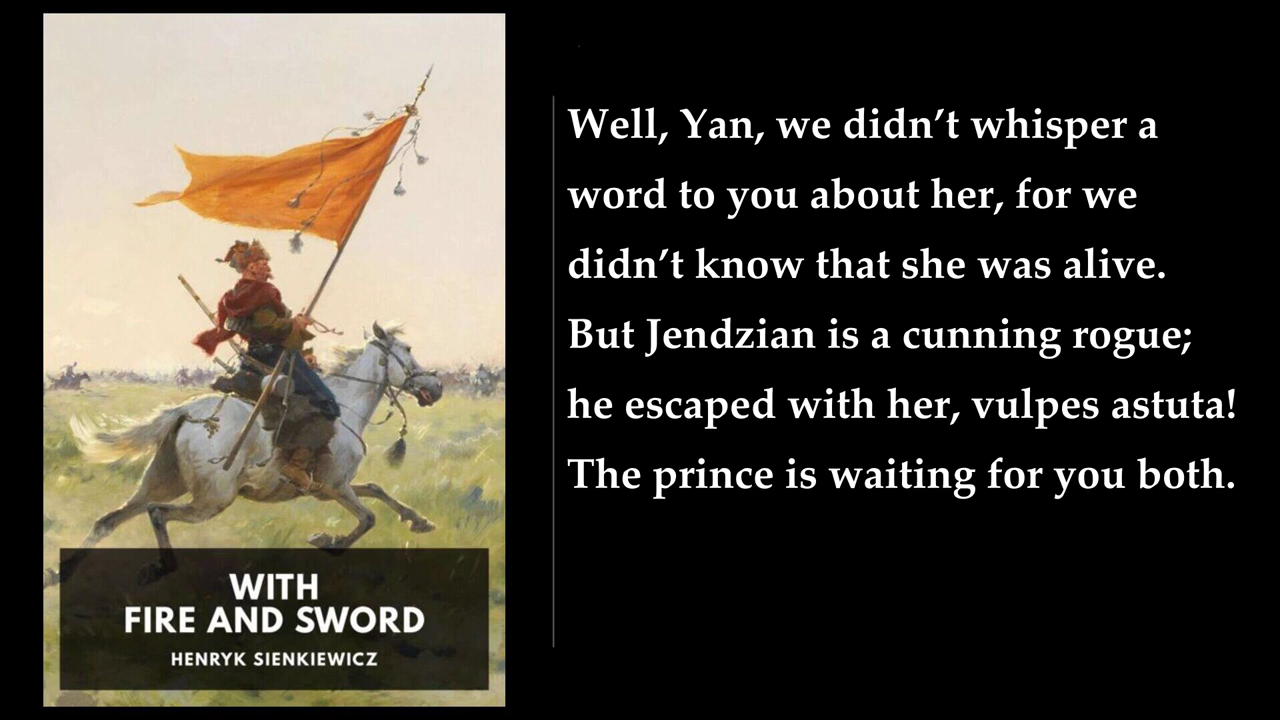 WITH
FIRE AND SWORD
HENRYK SIENKIEWICZ
Well, Yan, we didn’t whisper a
word to you about her, for we
didn’t know that she was alive.
But Jendzian is a cunning rogue;
he escaped with her, vulpes astuta!
The prince is waiting for you both.